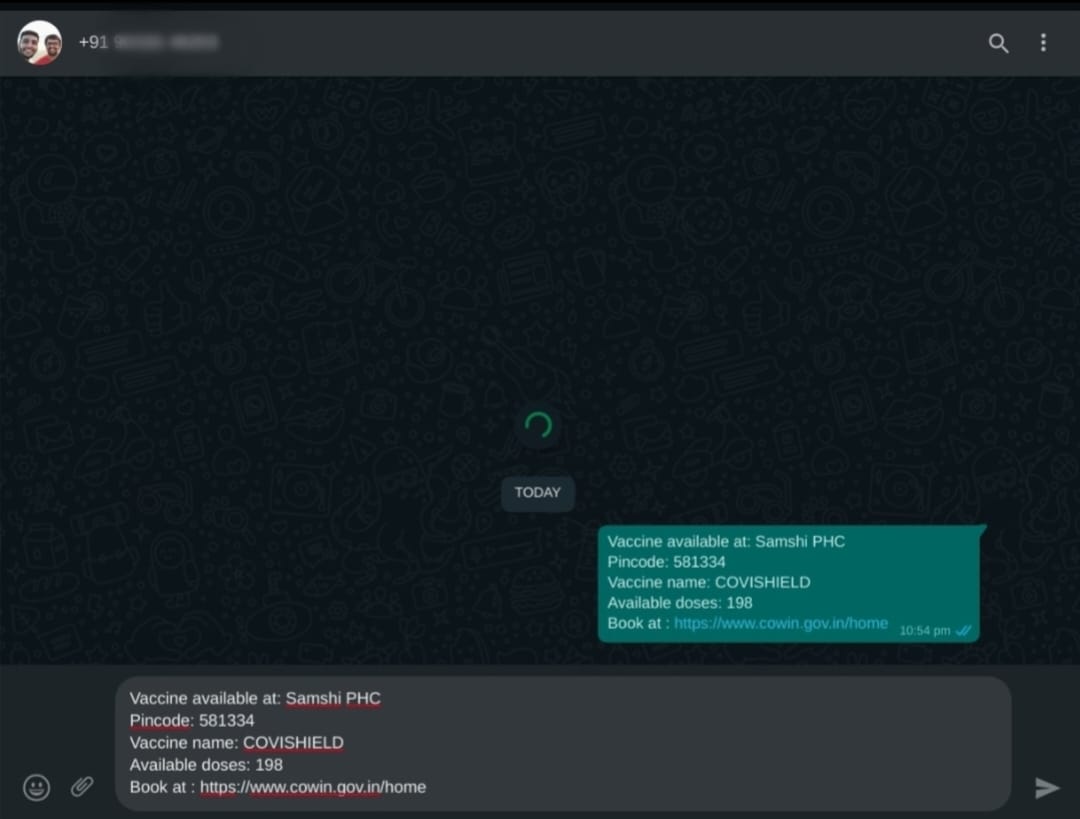 +91
TODAY
Vaccine available at: Samshi PHC
Pincode: 581334
Vaccine name: COVISHIELD
Available doses: 198
Book at : https://www.cowin.gov.in/home
10:54 pm
Vaccine available at: Samshi PHC
Pincode: 581334
Vaccine name: COVISHIELD
Available doses: 198
Book at : https://www.cowin.gov.in/home